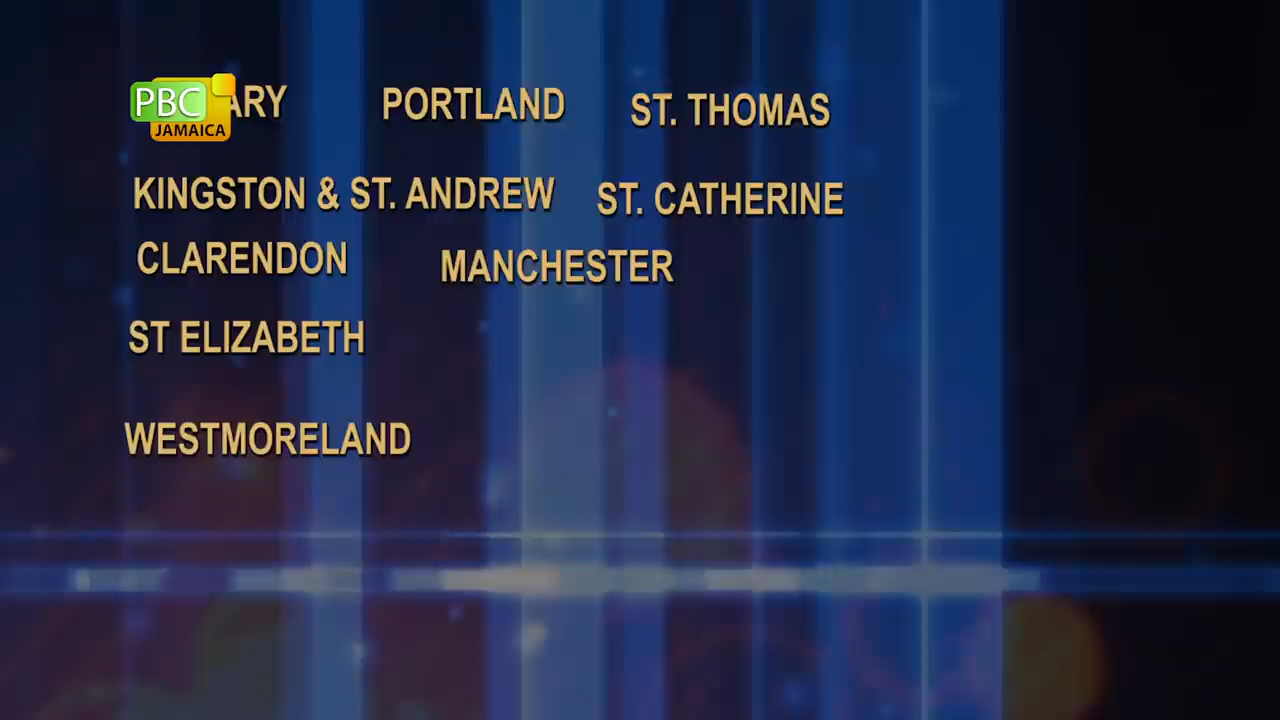 PBC
JAMAICA
ARY PORTLAND ST. THOMAS
KINGSTON & ST. ANDREW ST. CATHERINE
CLARENDON MANCHESTER
ST ELIZABETH
WESTMORELAND